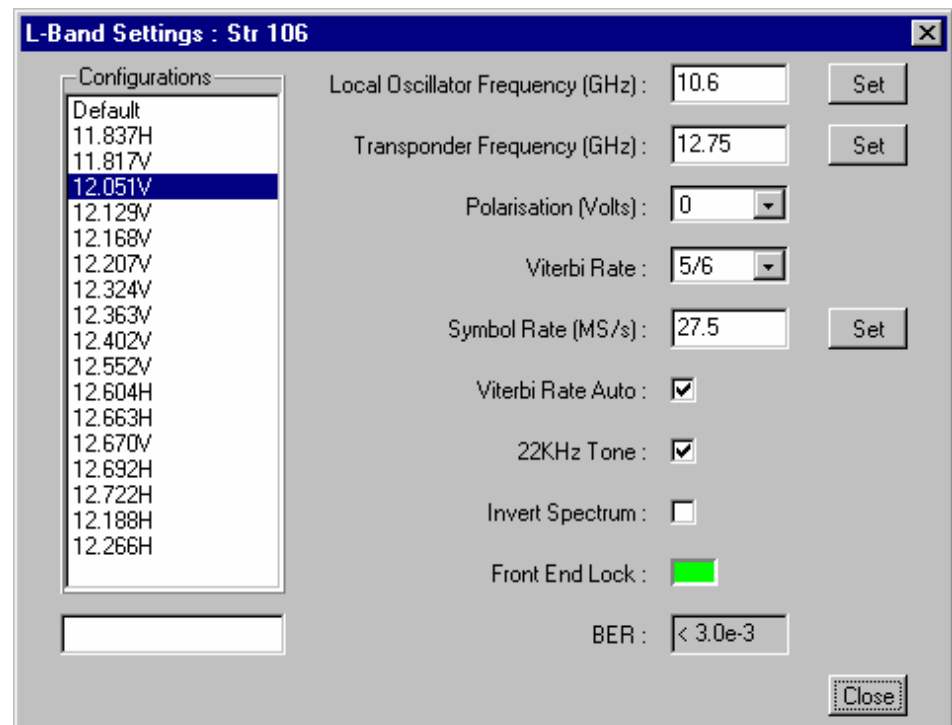 L-Band Settings : Str 106
Configurations
Default
11.837H
11.817V
12.051V
12.129V
12.168V
12.207V
12.324V
12.363V
12.402V
12.552V
12.604H
12.663H
12.670V
12.692H
12.722H
12.188H
12.266H
Local Oscillator Frequency (GHz) : 10.6 Set
Transponder Frequency (GHz) : 12.75 Set
Polarisation (Volts) : 0
Viterbi Rate : 5/6
Symbol Rate (MS/s) : 27.5 Set
Viterbi Rate Auto :
22KHz Tone :
Invert Spectrum :
Front End Lock :
BER : < 3.0e-3
Close